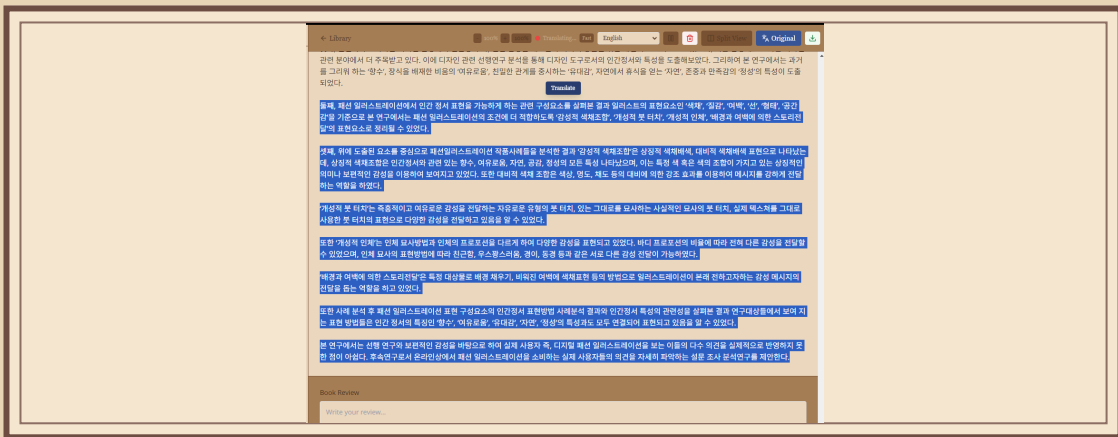 ← Library
Translating...
Fast
English
Original
관련 분야에서 더 주목받고 있다. 이에 디자인 관련 선행연구 분석을 통해 디자인 도구로서의 인간정서와 특성을 도출해보았다. 그리하여 본 연구에서는 과거
를 그리워 하는 '향수', 장식을 배재한 비움의 '여유로움', 친밀한 관계를 중시하는 '유대감', 자연에서 휴식을 얻는 '자연', 존중과 만족감의 '정성'의 특성이 도출
되었다.
Translate
둘째, 패션 일러스트레이션에서 인간 정서 표현을 가능하게 하는 관련 구성요소를 살펴본 결과 일러스트의 표현요소인 '색채', '질감', '여백', '선', '형태', '공간
감'을 기준으로 본 연구에서는 패션 일러스트레이션의 조건에 더 적합하도록 '감성적 색채조합', '개성적 붓 터치', '개성적 인체', '배경과 여백에 의한 스토리전
달'의 표현요소로 정리될 수 있었다.
셋째, 위에 도출된 요소를 중심으로 패션일러스트레이션 작품사례들을 분석한 결과 '감성적 색채조합'은 상징적 색채배색, 대비적 색채배색 표현으로 나타났는
데, 상징적 색채조합은 인간정서와 관련 있는 향수, 여유로움, 자연, 공감, 정성의 모든 특성 나타났으며, 이는 특정 색 혹은 색의 조합이 가지고 있는 상징적인
의미나 보편적인 감성을 이용하여 보여지고 있었다. 또한 대비적 색채 조합은 색상, 명도, 채도 등의 대비에 의한 강조 효과를 이용하여 메시지를 강하게 전달
하는 역할을 하였다.
'개성적 붓 터치'는 즉흥적이고 여유로운 감성을 전달하는 자유로운 유형의 붓 터치, 있는 그대로를 묘사하는 사실적인 묘사의 붓 터치, 실제 텍스쳐를 그대로
사용한 붓 터치의 표현으로 다양한 감성을 전달하고 있음을 알 수 있었다.
또한 '개성적 인체'는 인체 묘사방법과 인체의 프로포션을 다르게 하여 다양한 감성을 표현되고 있었다. 바디 프로포션의 비율에 따라 전혀 다른 감성을 전달할
수 있었으며, 인체 묘사의 표현방법에 따라 친근함, 우스꽝스러움, 경이, 동경 등과 같은 서로 다른 감성 전달이 가능하였다.
'배경과 여백에 의한 스토리전달'은 특정 대상물로 배경 채우기, 비워진 여백에 색채표현 등의 방법으로 일러스트레이션이 본래 전하고자하는 감성 메시지의
전달을 돕는 역할을 하고 있었다.
또한 사례 분석 후 패션 일러스트레이션 표현 구성요소의 인간정서 표현방법 사례분석 결과와 인간정서 특성의 관련성을 살펴본 결과 연구대상들에서 보여 지
는 표현 방법들은 인간 정서의 특징인 '향수', '여유로움', '유대감', '자연', '정성'의 특성과도 모두 연결되어 표현되고 있음을 알 수 있었다.
본 연구에서는 선행 연구와 보편적인 감성을 바탕으로 하여 실제 사용자 즉, 디지털 패션 일러스트레이션을 보는 이들의 다수 의견을 실제적으로 반영하지 못
한 점이 아쉽다. 후속연구로서 온라인상에서 패션 일러스트레이션을 소비하는 실제 사용자들의 의견을 자세히 파악하는 설문 조사 분석연구를 제안한다.
Book Review
Write your review...